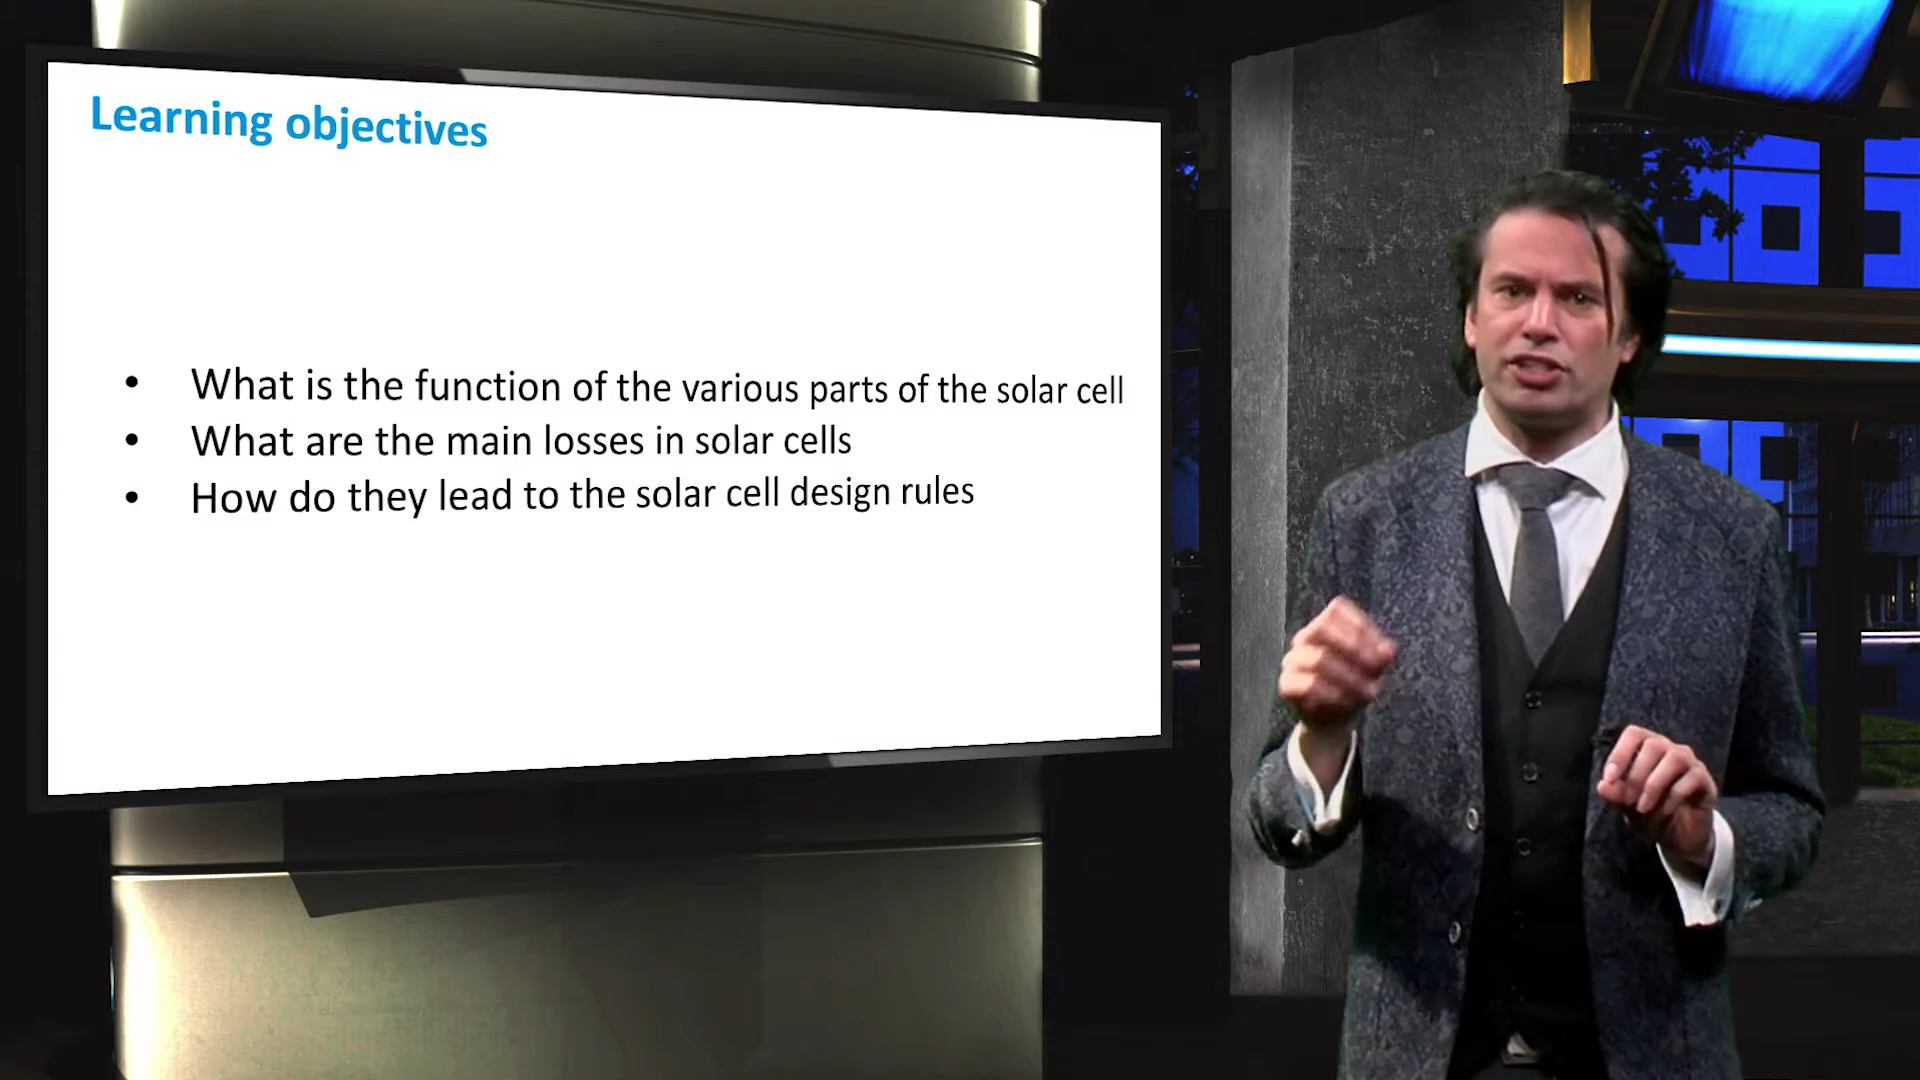 Learning objectives
• What is the function of the various parts of the solar cell
• What are the main losses in solar cells
• How do they lead to the solar cell design rules